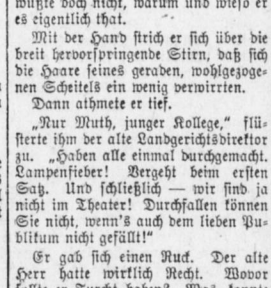 wußte doch nicht, warum und wieso er
es eigentlich that.
Mit der Hand strich er sich über die
breit hervorspringende Stirn, daß sich
die Haare seines geraden, wohlgezoge-
nen Scheitels ein wenig verwirrten.
Dann athmete er tief.
„Nur Muth, junger Kollege,“ flü-
sterte ihm der alte Landgerichtsdirektor
zu. „Haben alle einmal durchgemacht.
Lampenfieber! Vergeht beim ersten
Satz. Und schließlich — wir sind ja
nicht im Theater! Durchfallen können
Sie nicht, wenn's auch dem lieben Pu-
blikum nicht gefällt!“
Er gab sich einen Ruck. Der alte
Herr hatte wirklich Recht. Wovor